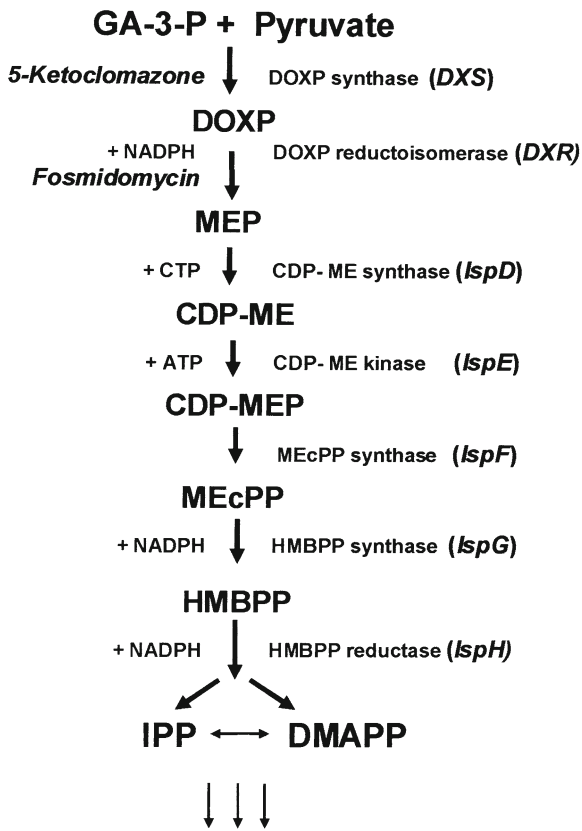 GA-3-P + Pyruvate
5-Ketoclomazone DOXP synthase (DXS)
DOXP
+ NADPH DOXP reductoisomerase (DXR)
Fosmidomycin
MEP
+ CTP CDP- ME synthase (IspD)
CDP-ME
+ ATP CDP- ME kinase (IspE)
CDP-MEP
MEcPP synthase (IspF)
MEcPP
+ NADPH HMBPP synthase (IspG)
HMBPP
+ NADPH HMBPP reductase (IspH)
IPP DMAPP